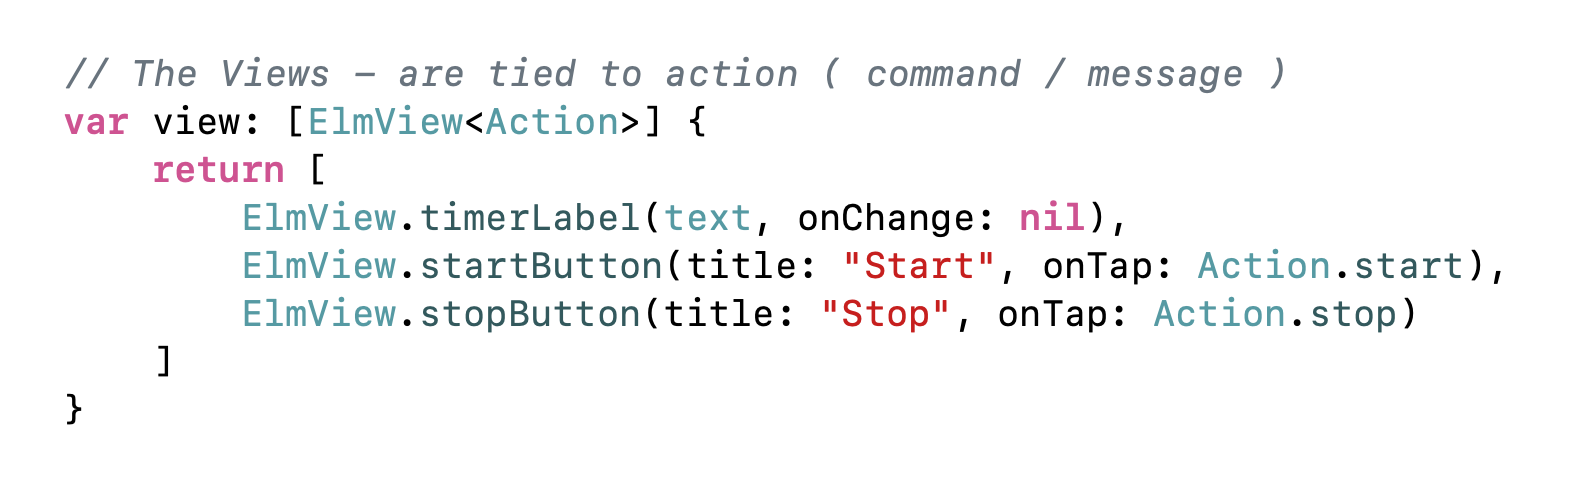 // The Views – are tied to action ( command / message )
var view: [ElmView<Action>] {
    return [
        ElmView.timerLabel(text, onChange: nil),
        ElmView.startButton(title: "Start", onTap: Action.start),
        ElmView.stopButton(title: "Stop", onTap: Action.stop)
    ]
}